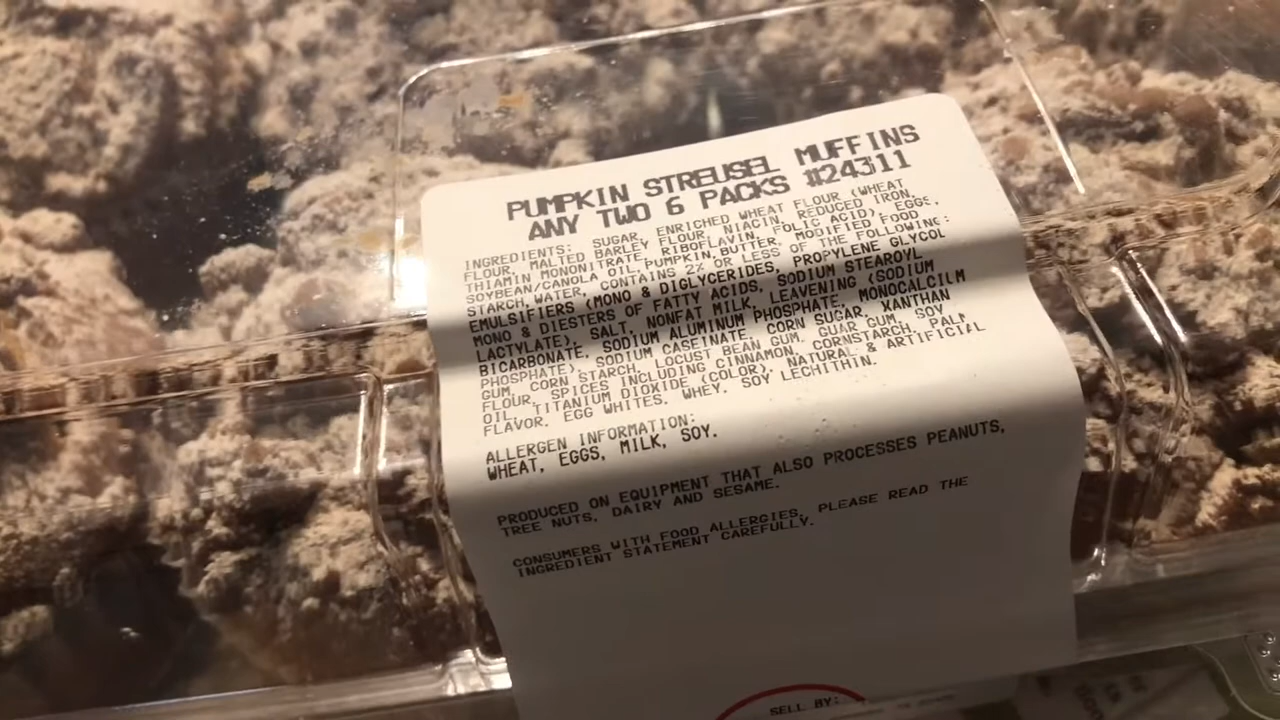 PUMPKIN STREUSEL MUFFINS
ANY TWO 6 PACKS #24311
INGREDIENTS: SUGAR, ENRICHED WHEAT FLOUR (WHEAT
FLOUR, MALTED BARLEY FLOUR, NIACIN, REDUCED IRON,
THIAMIN MONONITRATE, RIBOFLAVIN, FOLIC ACID), EGGS,
SOYBEAN/CANOLA OIL, PUMPKIN, BUTTER, MODIFIED FOOD
STARCH, WATER, CONTAINS 2% OR LESS OF THE FOLLOWING:
EMULSIFIERS (MONO & DIGLYCERIDES, PROPYLENE GLYCOL
MONO & DIESTERS OF FATTY ACIDS, SODIUM STEAROYL
LACTYLATE), SALT, NONFAT MILK, LEAVENING (SODIUM
BICARBONATE, SODIUM ALUMINUM PHOSPHATE, MONOCALCIUM
PHOSPHATE), SODIUM CASEINATE, CORN SUGAR, XANTHAN
GUM, CORN STARCH, LOCUST BEAN GUM, GUAR GUM, SOY
FLOUR, SPICES INCLUDING CINNAMON, CORNSTARCH, PALM
OIL, TITANIUM DIOXIDE (COLOR), NATURAL & ARTIFICIAL
FLAVOR, EGG WHITES, WHEY, SOY LECHITHIN.
ALLERGEN INFORMATION:
WHEAT, EGGS, MILK, SOY.
PRODUCED ON EQUIPMENT THAT ALSO PROCESSES PEANUTS,
TREE NUTS, DAIRY AND SESAME.
CONSUMERS WITH FOOD ALLERGIES, PLEASE READ THE
INGREDIENT STATEMENT CAREFULLY.
SELL BY: